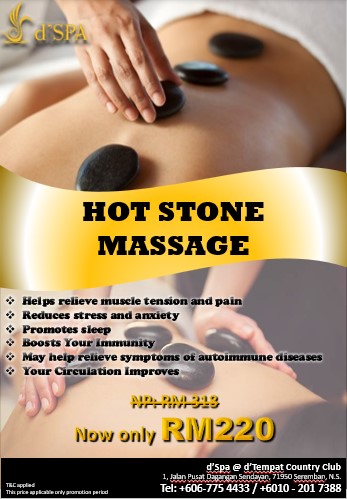 d'SPA
HOT STONE
MASSAGE
❖ Helps relieve muscle tension and pain
❖ Reduces stress and anxiety
❖ Promotes sleep
❖ Boosts Your Immunity
❖ May help relieve symptoms of autoimmune diseases
❖ Your Circulation Improves
NP: RM 318
Now only RM220
d'Spa @ d'Tempat Country Club
1, Jalan Pusat Dagangan Sendayan, 71950 Seremban, N.S.
Tel: +606-775 4433 / +6010 - 201 7388
T&C applied
This price applicable only promotion period